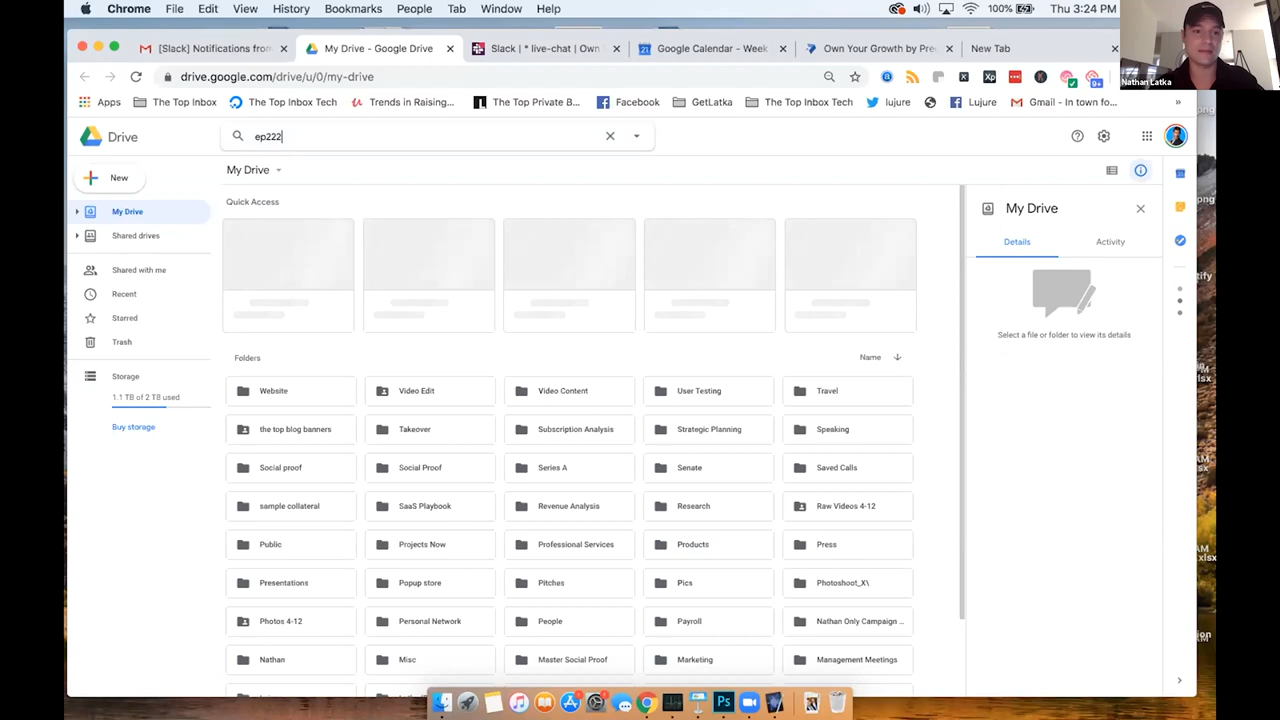 Chrome File Edit View History Bookmarks People Tab Window Help 100% Thu 3:24 PM
[Slack] Notifications from
My Drive - Google Drive
Slack | * live-chat | Own
Google Calendar - Week
Own Your Growth by Pre
New Tab
Nathan Latka
drive.google.com/drive/u/0/my-drive
Xp
K
9+
Apps The Top Inbox The Top Inbox Tech Trends in Raising... The Top Private B... Facebook GetLatka The Top Inbox Tech lujure Lujure Gmail - In town fo... »
Drive
ep222
New
My Drive
My Drive
Shared drives
Shared with me
Recent
Starred
Trash
Storage
1.1 TB of 2 TB used
Buy storage
Quick Access
Folders Name
Website Video Edit Video Content User Testing Travel
the top blog banners Takeover Subscription Analysis Strategic Planning Speaking
Social proof Social Proof Series A Senate Saved Calls
sample collateral SaaS Playbook Revenue Analysis Research Raw Videos 4-12
Public Projects Now Professional Services Products Press
Presentations Popup store Pitches Pics Photoshoot_X\
Photos 4-12 Personal Network People Payroll Nathan Only Campaign ...
Nathan Misc Master Social Proof Marketing Management Meetings
My Drive
Details Activity
Select a file or folder to view its details
Ps